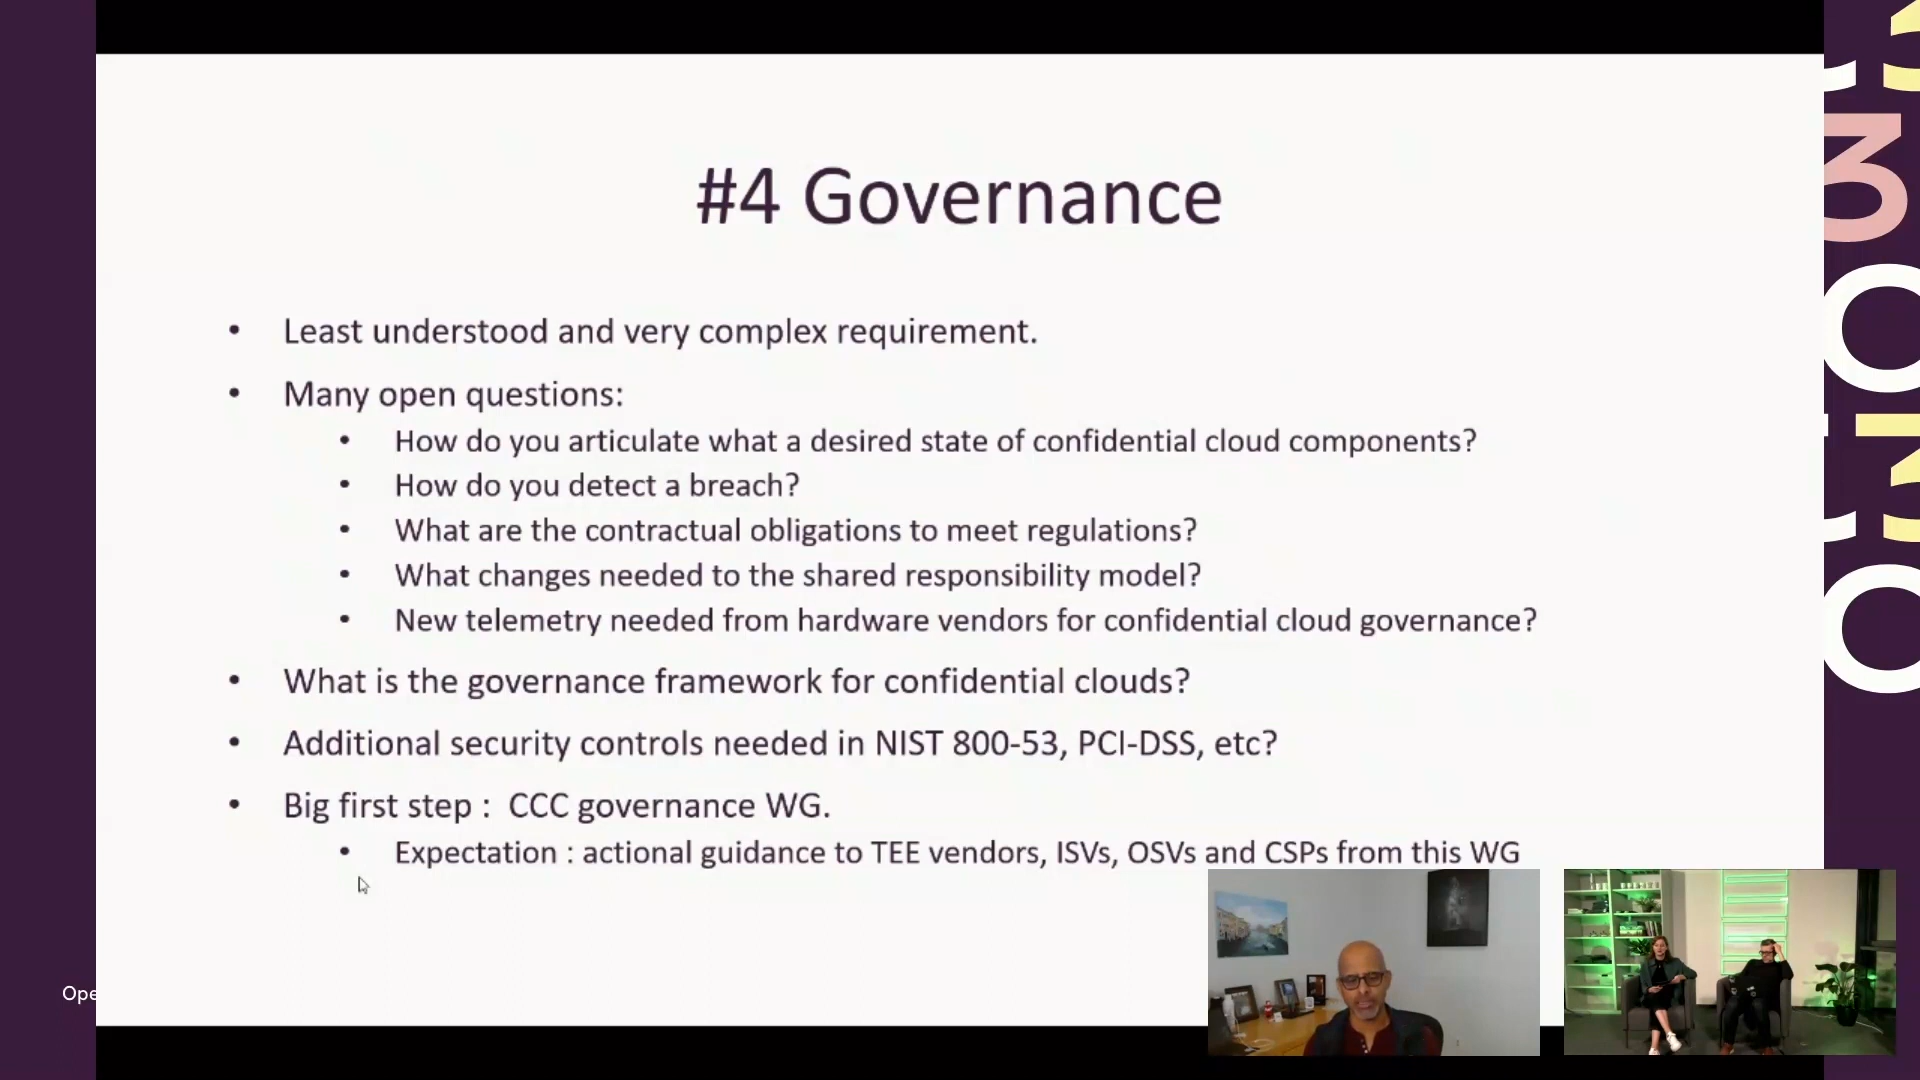 #4 Governance
• Least understood and very complex requirement.
• Many open questions:
• How do you articulate what a desired state of confidential cloud components?
• How do you detect a breach?
• What are the contractual obligations to meet regulations?
• What changes needed to the shared responsibility model?
• New telemetry needed from hardware vendors for confidential cloud governance?
• What is the governance framework for confidential clouds?
• Additional security controls needed in NIST 800-53, PCI-DSS, etc?
• Big first step : CCC governance WG.
• Expectation : actional guidance to TEE vendors, ISVs, OSVs and CSPs from this WG
Ope